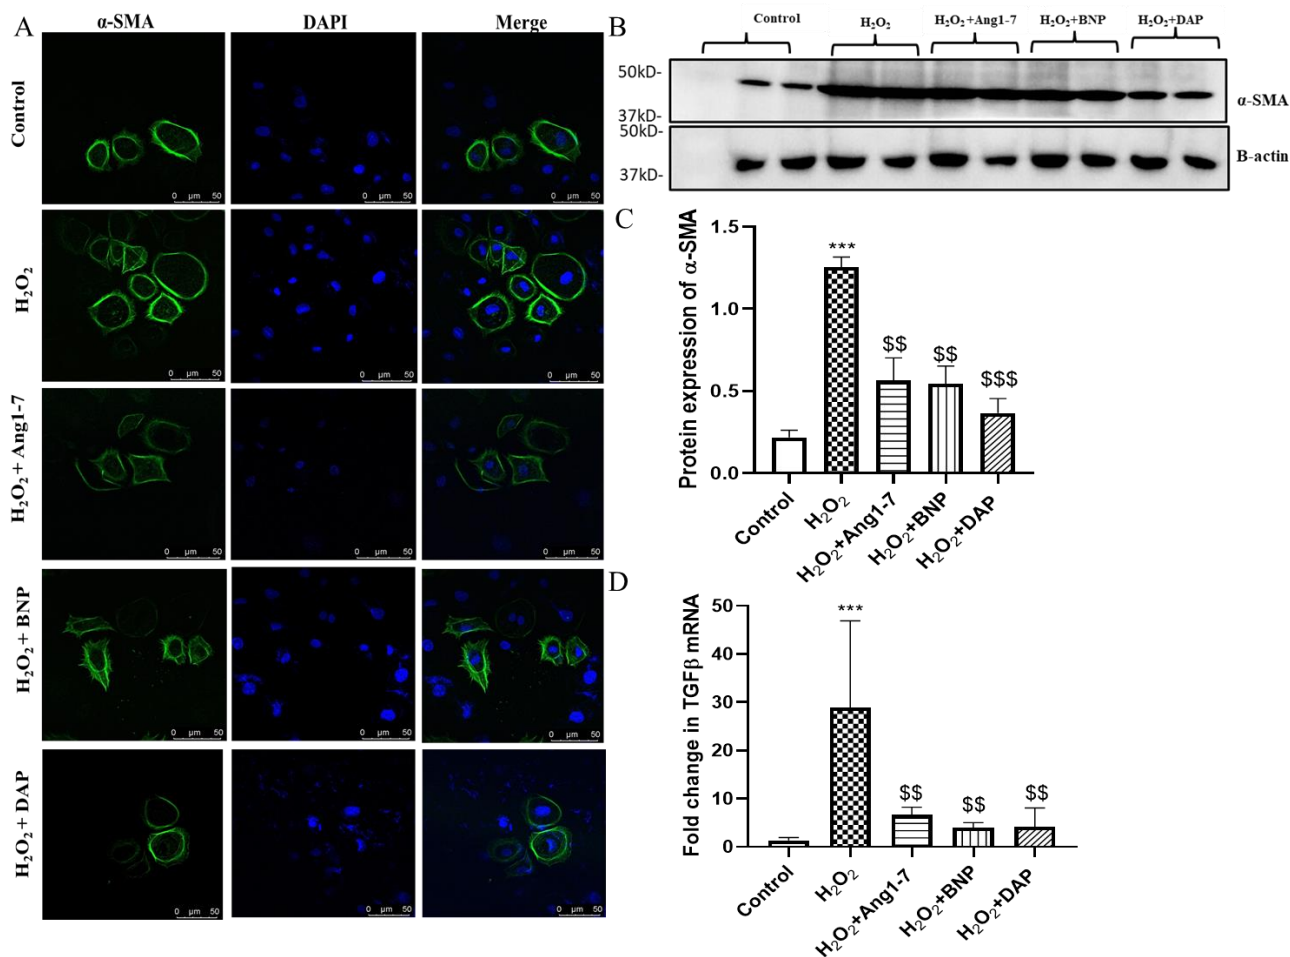 A
α-SMA DAPI Merge
Control
0 µm 50 0 µm 50 0 µm 50
H₂O₂
0 µm 50 0 µm 50 0 µm 50
H₂O₂ + Ang1-7
0 µm 50 0 µm 50 0 µm 50
H₂O₂ + BNP
0 µm 50 0 µm 50 0 µm 50
H₂O₂ + DAP
0 µm 50 0 µm 50 0 µm 50
B
Control H₂O₂ H₂O₂+Ang1-7 H₂O₂+BNP H₂O₂+DAP
50kD-
α-SMA
37kD-
50kD-
B-actin
37kD-
C
Protein expression of α-SMA
1.5
1.0
0.5
0.0
*** $$ $$ $$$
Control H₂O₂ H₂O₂+Ang1-7 H₂O₂+BNP H₂O₂+DAP
D
Fold change in TGFβ mRNA
50
40
30
20
10
0
*** $$ $$ $$
Control H₂O₂ H₂O₂+Ang1-7 H₂O₂+BNP H₂O₂+DAP